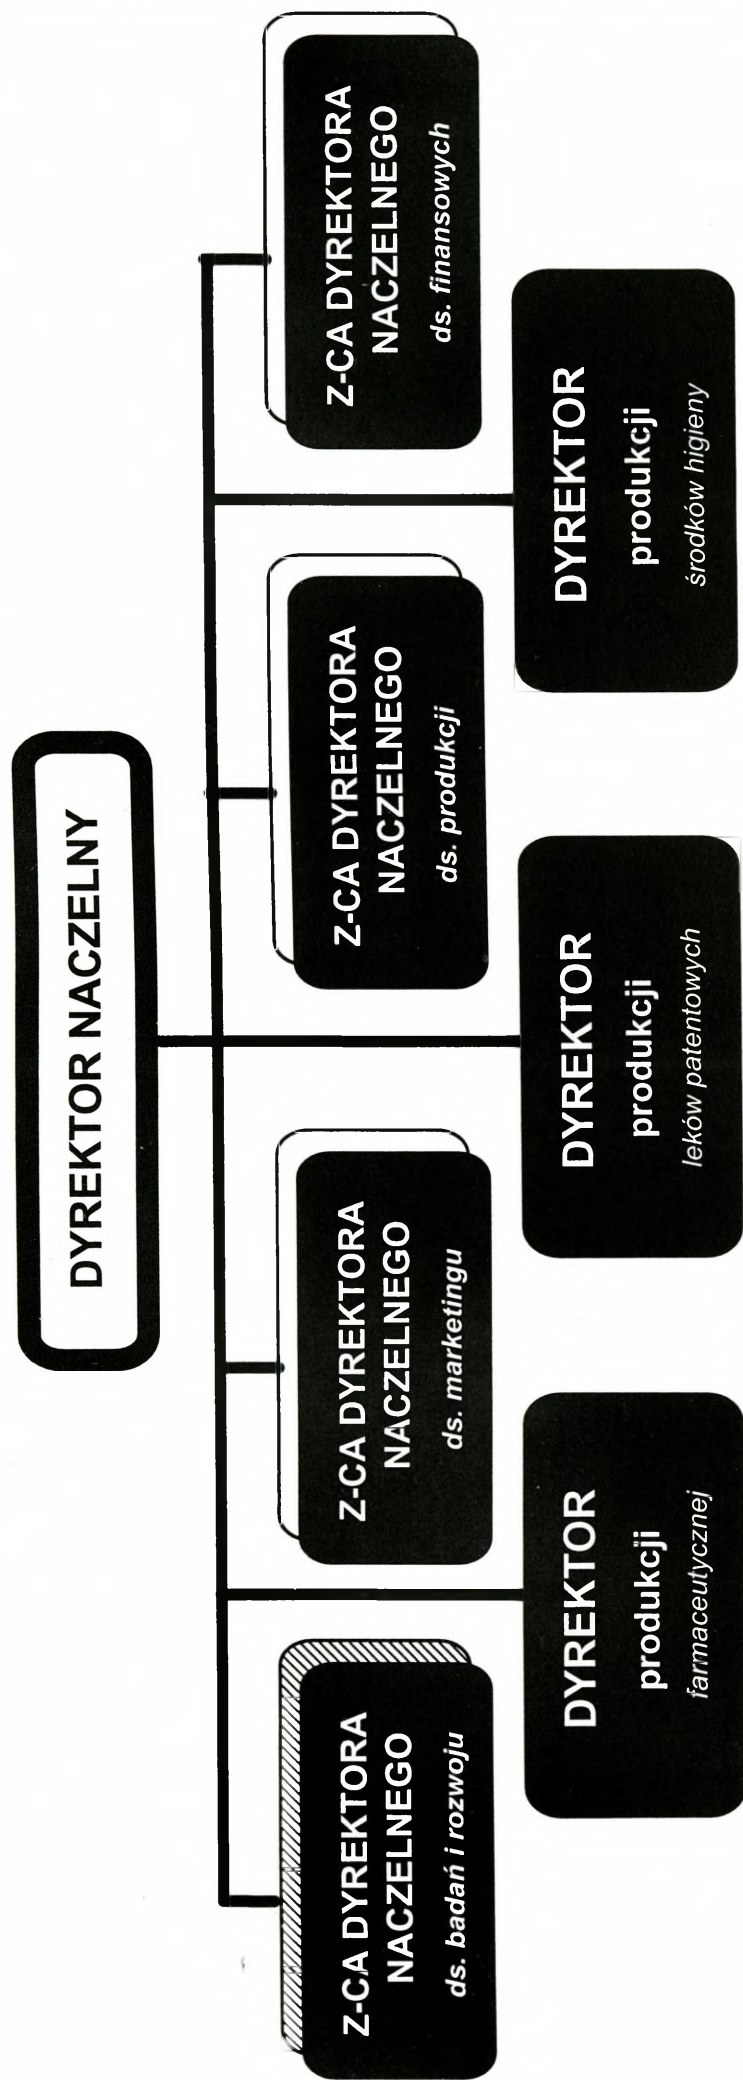 DYREKTOR NACZELNY
Z-CA DYREKTORA
NACZELNEGO
ds. badań i rozwoju
Z-CA DYREKTORA
NACZELNEGO
ds. marketingu
Z-CA DYREKTORA
NACZELNEGO
ds. produkcji
Z-CA DYREKTORA
NACZELNEGO
ds. finansowych
DYREKTOR
produkcji
farmaceutycznej
DYREKTOR
produkcji
leków patentowych
DYREKTOR
produkcji
środków higieny